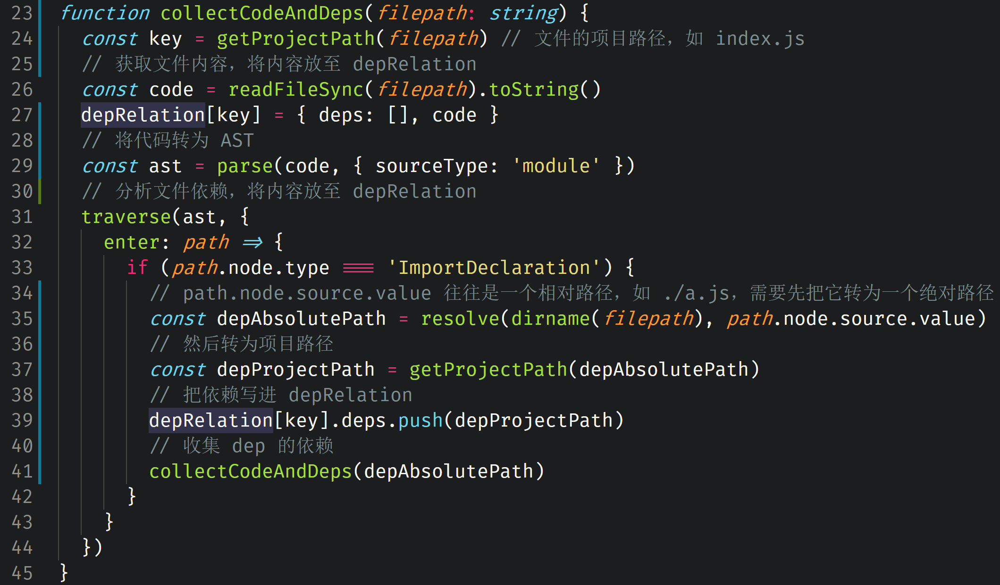 23 function collectCodeAndDeps(filepath: string) {
24   const key = getProjectPath(filepath) // 文件的项目路径，如 index.js
25   // 获取文件内容，将内容放至 depRelation
26   const code = readFileSync(filepath).toString()
27   depRelation[key] = { deps: [], code }
28   // 将代码转为 AST
29   const ast = parse(code, { sourceType: 'module' })
30   // 分析文件依赖，将内容放至 depRelation
31   traverse(ast, {
32     enter: path => {
33       if (path.node.type === 'ImportDeclaration') {
34         // path.node.source.value 往往是一个相对路径，如 ./a.js，需要先把它转为一个绝对路径
35         const depAbsolutePath = resolve(dirname(filepath), path.node.source.value)
36         // 然后转为项目路径
37         const depProjectPath = getProjectPath(depAbsolutePath)
38         // 把依赖写进 depRelation
39         depRelation[key].deps.push(depProjectPath)
40         // 收集 dep 的依赖
41         collectCodeAndDeps(depAbsolutePath)
42       }
43     }
44   })
45 }